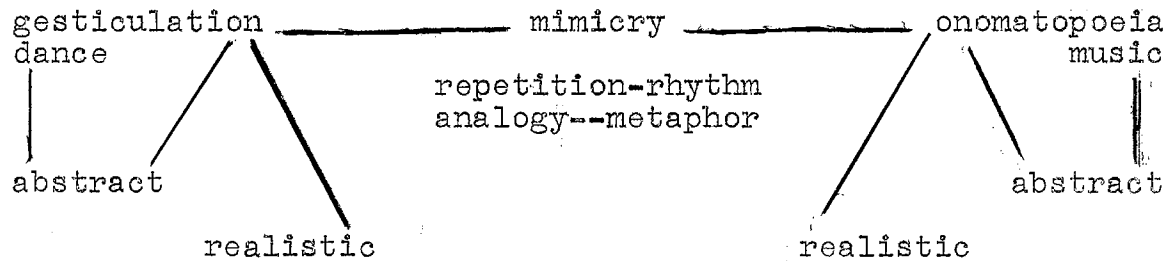 gesticulation mimicry onomatopoeia
dance music
repetition-rhythm
analogy--metaphor
abstract abstract
realistic realistic